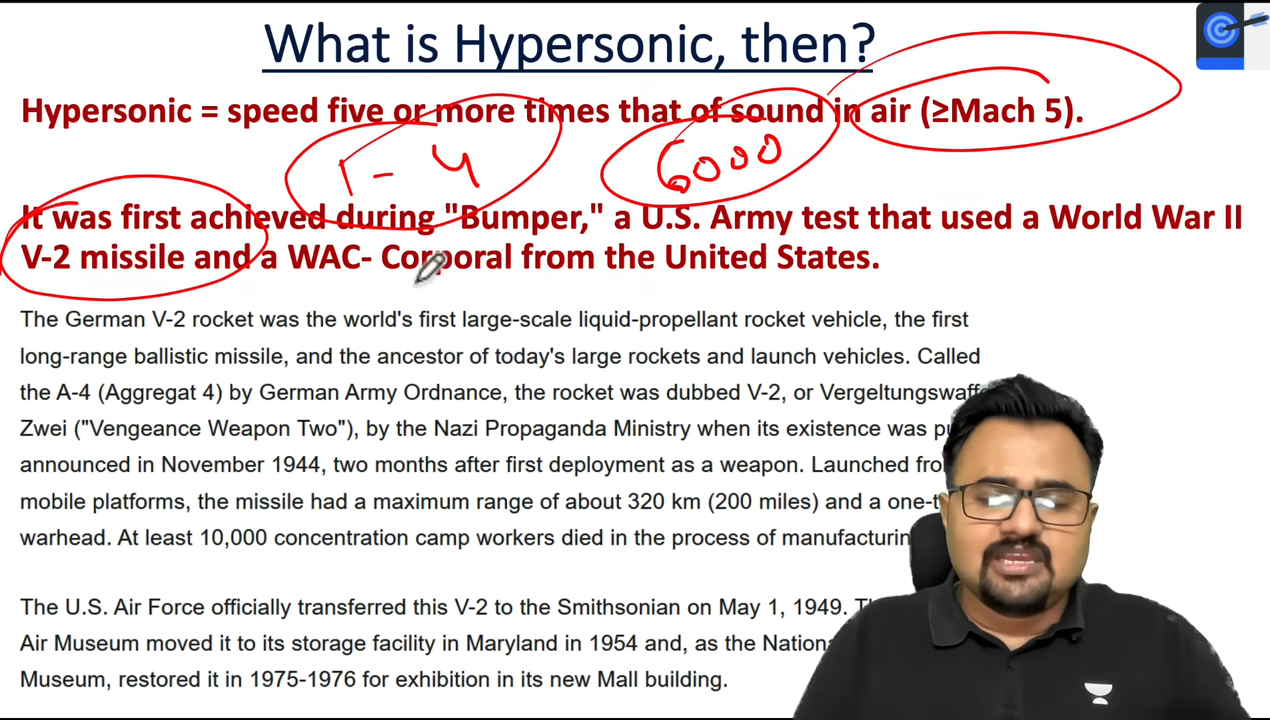 What is Hypersonic, then?
Hypersonic = speed five or more times that of sound in air (≥Mach 5).
1 - 4
6000
It was first achieved during "Bumper," a U.S. Army test that used a World War II
V-2 missile and a WAC- Corporal from the United States.
The German V-2 rocket was the world's first large-scale liquid-propellant rocket vehicle, the first
long-range ballistic missile, and the ancestor of today's large rockets and launch vehicles. Called
the A-4 (Aggregat 4) by German Army Ordnance, the rocket was dubbed V-2, or Vergeltungswaffe
Zwei ("Vengeance Weapon Two"), by the Nazi Propaganda Ministry when its existence was
announced in November 1944, two months after first deployment as a weapon. Launched
mobile platforms, the missile had a maximum range of about 320 km (200 miles) and a
warhead. At least 10,000 concentration camp workers died in the process of
The U.S. Air Force officially transferred this V-2 to the Smithsonian on May 1, 1949.
Air Museum moved it to its storage facility in Maryland in 1954 and, as the
Museum, restored it in 1975-1976 for exhibition in its new Mall building.